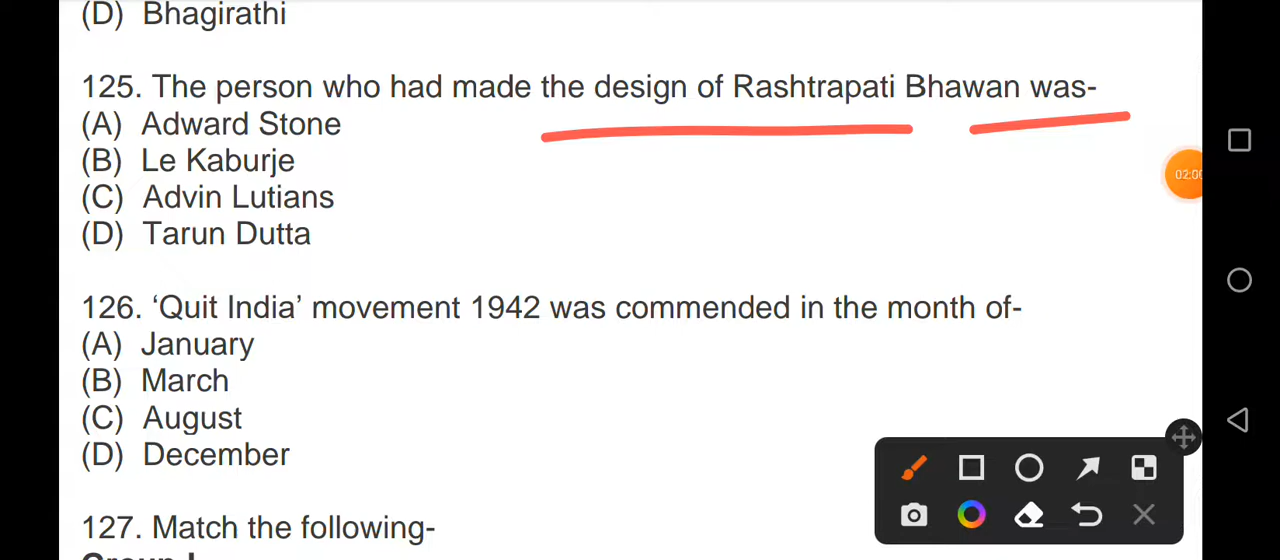 (D) Bhagirathi
125. The person who had made the design of Rashtrapati Bhawan was-
(A) Adward Stone
(B) Le Kaburje
(C) Advin Lutians
(D) Tarun Dutta
126. ‘Quit India’ movement 1942 was commended in the month of-
(A) January
(B) March
(C) August
(D) December
127. Match the following-